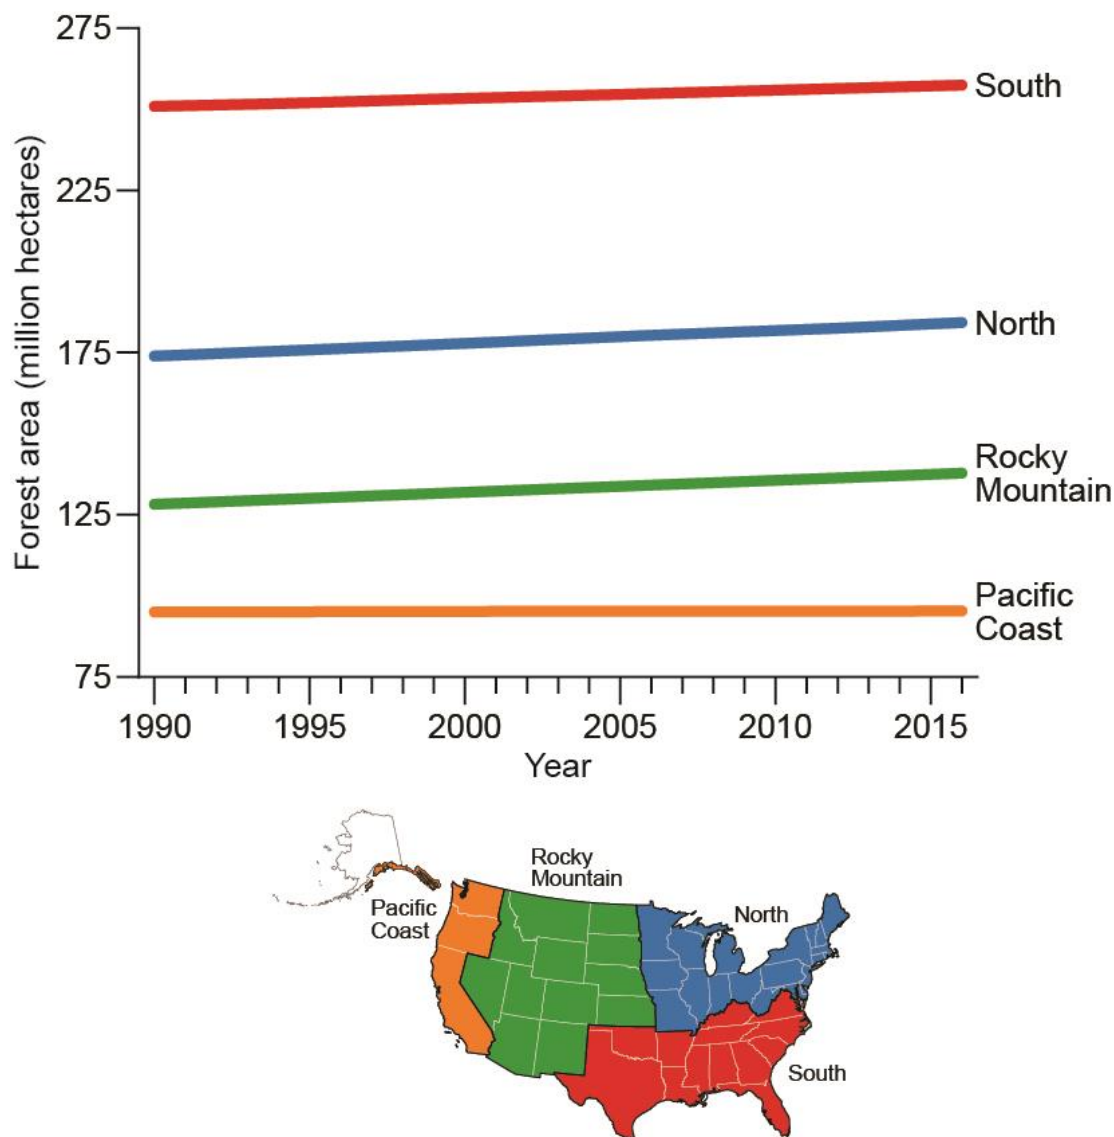 275
South
225
North
175
Rocky
Mountain
125
Pacific
Coast
75
Forest area (million hectares)
1990 1995 2000 2005 2010 2015
Year
Rocky
Mountain
Pacific
Coast
North
South